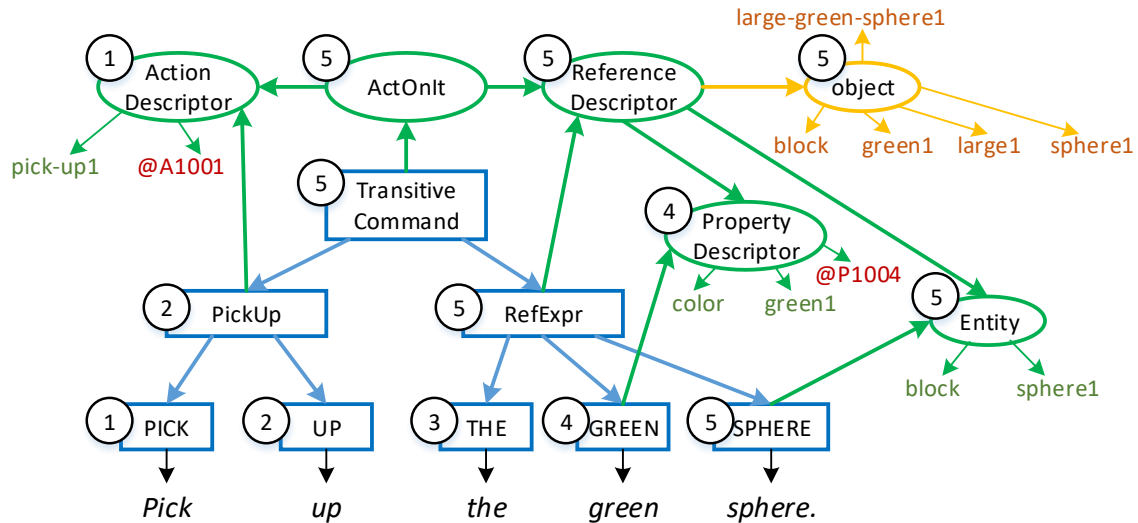 large-green-sphere1
1 Action Descriptor
5 ActOnIt
5 Reference Descriptor
5 object
block green1 large1 sphere1
pick-up1 @A1001
5 Transitive Command
4 Property Descriptor
@P1004
color green1
2 PickUp
5 RefExpr
5 Entity
block sphere1
1 PICK 2 UP 3 THE 4 GREEN 5 SPHERE
Pick up the green sphere.